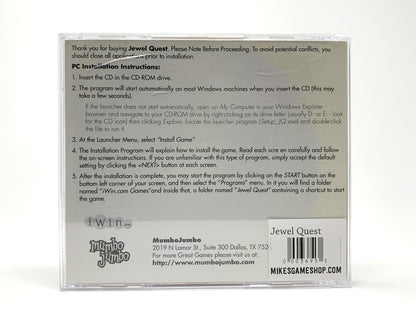 Thank you for buying Jewel Quest. Please Note Before Proceeding: To avoid potential conflicts, you
should close all applications prior to installation.
PC Installation Instructions:
1. Insert the CD in the CD-ROM drive.
2. The program will start automatically on most Windows machines when you insert the CD (this may
take a few seconds).
If the launcher does not start automatically, open up My Computer in your Windows Explorer
browser and navigate to your CD-ROM drive by right-clicking on its drive letter (usually D: or E: - look
for the CD icon) then clicking Explorer. Locate the launcher program (Setup_JQ.exe) and double-click
the file to run it.
3. At the Launcher Menu, select "Install Game"
4. The Installation Program will explain how to install the game. Read each scre en carefully and follow
the on-screen instructions. If you are unfamiliar with this type of program, simply accept the default
setting by clicking the <NEXT> button at each step.
5. After the installation is complete, you may start the program by clicking on the START button on the
bottom left corner of your screen, and then select the "Programs" menu. In it you will find a folder
named "iWin.com Games"and inside that, a folder named "Jewel Quest" containing a shortcut to start
the game.
iWin.com
mumbo
jumbo
MumboJumbo
2019 N Lamar St., Suite 300 Dallas, TX 752
For more Great Games please visit us at:
http://www.mumbojumbo.com
Jewel Quest
MIKESGAMESHOP.COM